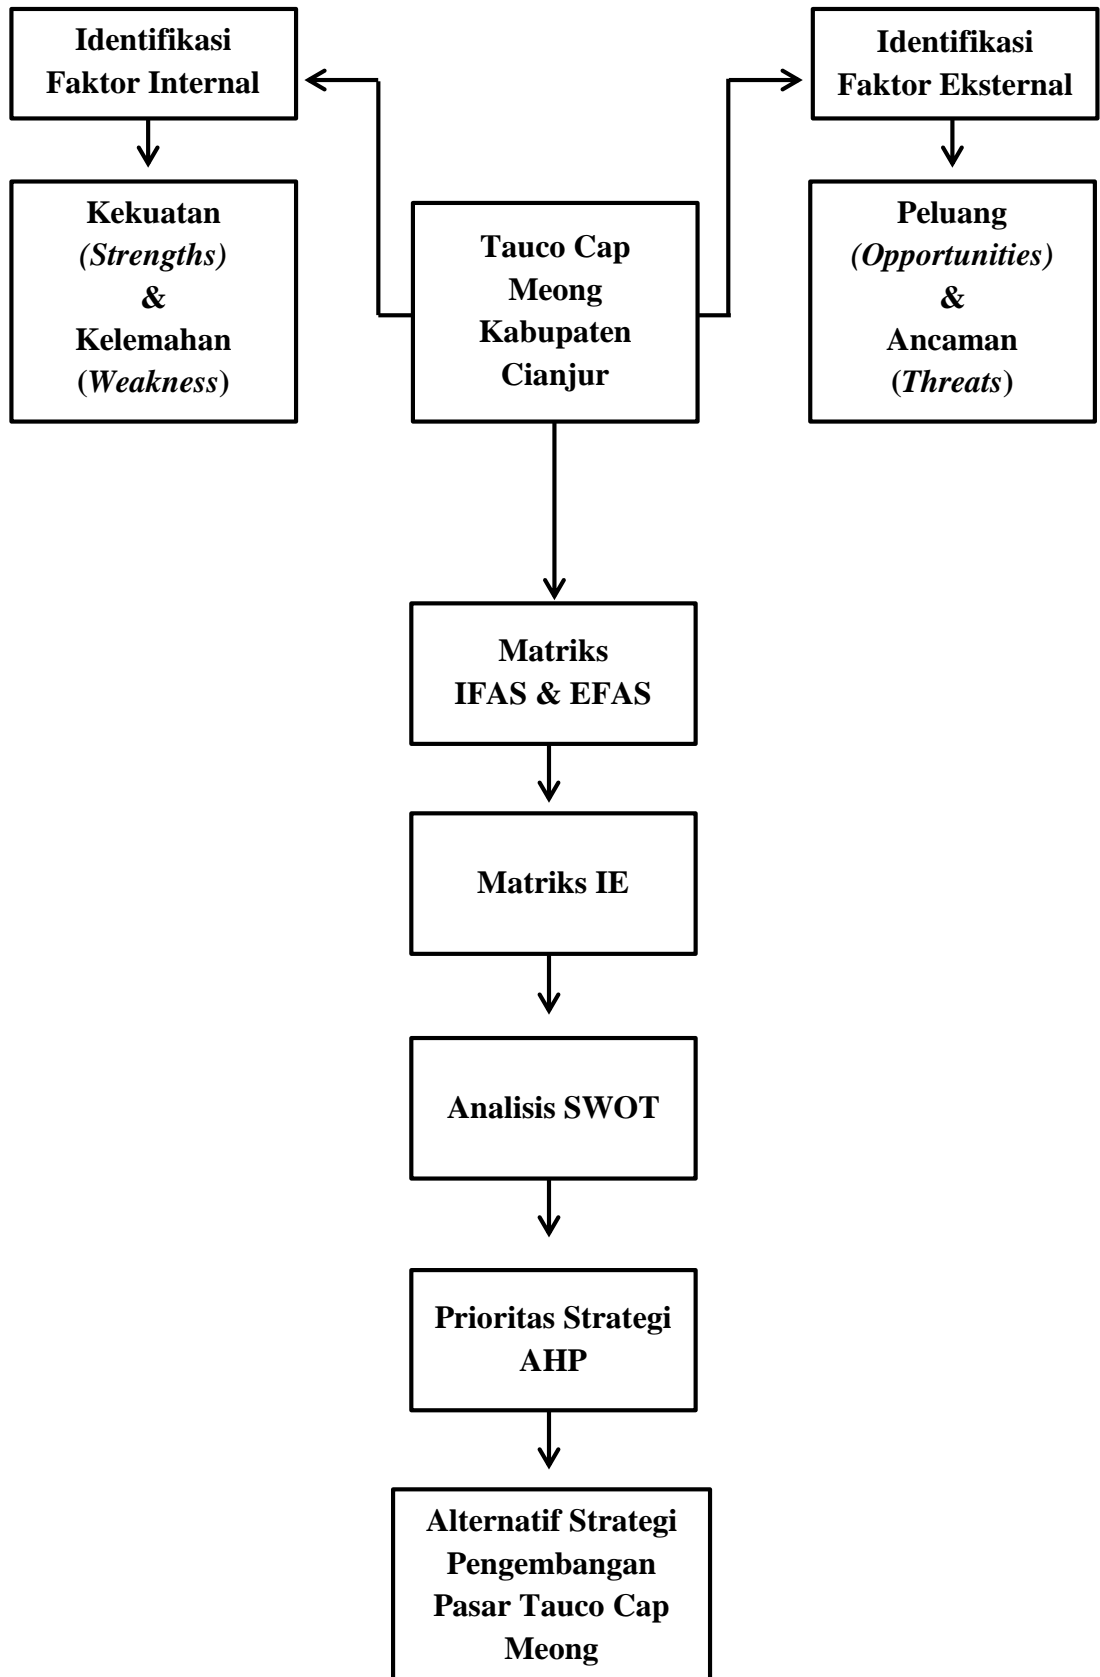 Identifikasi
Faktor Internal
Identifikasi
Faktor Eksternal
Kekuatan
(Strengths)
&
Kelemahan
(Weakness)
Tauco Cap
Meong
Kabupaten
Cianjur
Peluang
(Opportunities)
&
Ancaman
(Threats)
Matriks
IFAS & EFAS
Matriks IE
Analisis SWOT
Prioritas Strategi
AHP
Alternatif Strategi
Pengembangan
Pasar Tauco Cap
Meong